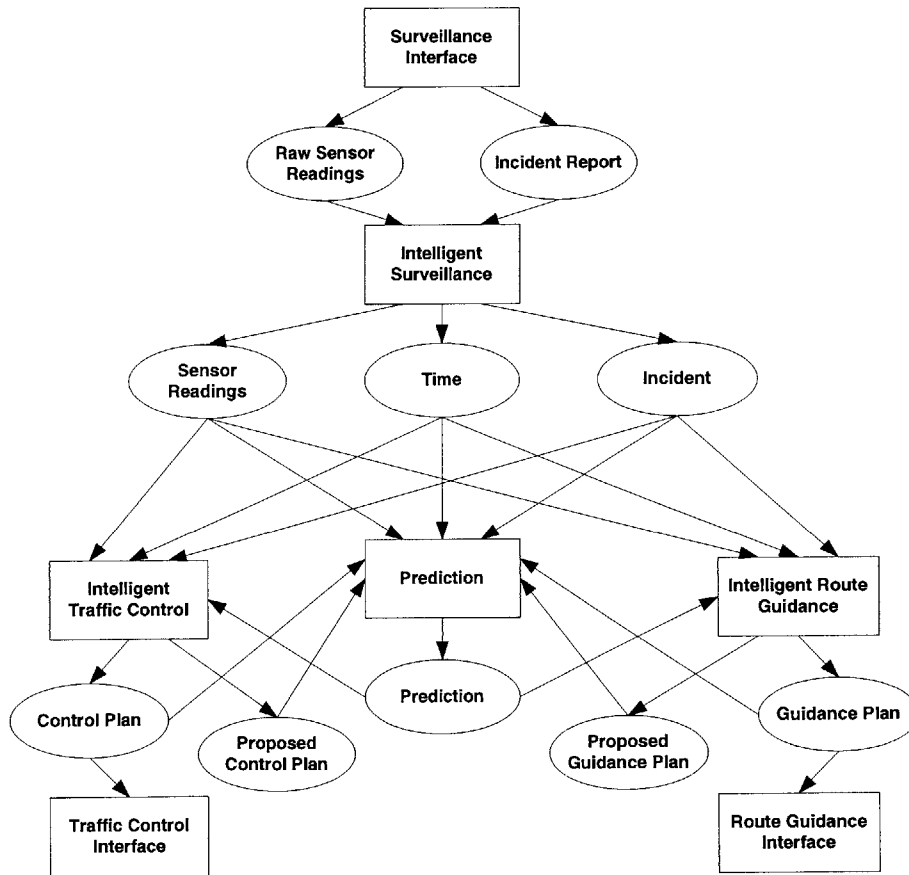 Surveillance
Interface
Raw Sensor
Readings
Incident Report
Intelligent
Surveillance
Sensor
Readings
Time
Incident
Intelligent
Traffic Control
Prediction
Intelligent Route
Guidance
Control Plan
Proposed
Control Plan
Prediction
Proposed
Guidance Plan
Guidance Plan
Traffic Control
Interface
Route Guidance
Interface